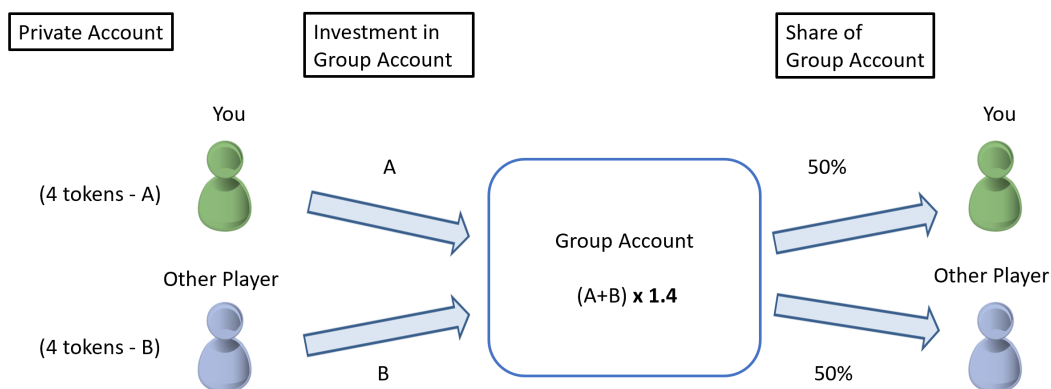 Private Account
Investment in
Group Account
Share of
Group Account
You
You
A
50%
(4 tokens - A)
Group Account
Other Player
Other Player
(A+B) x 1.4
(4 tokens - B)
B
50%